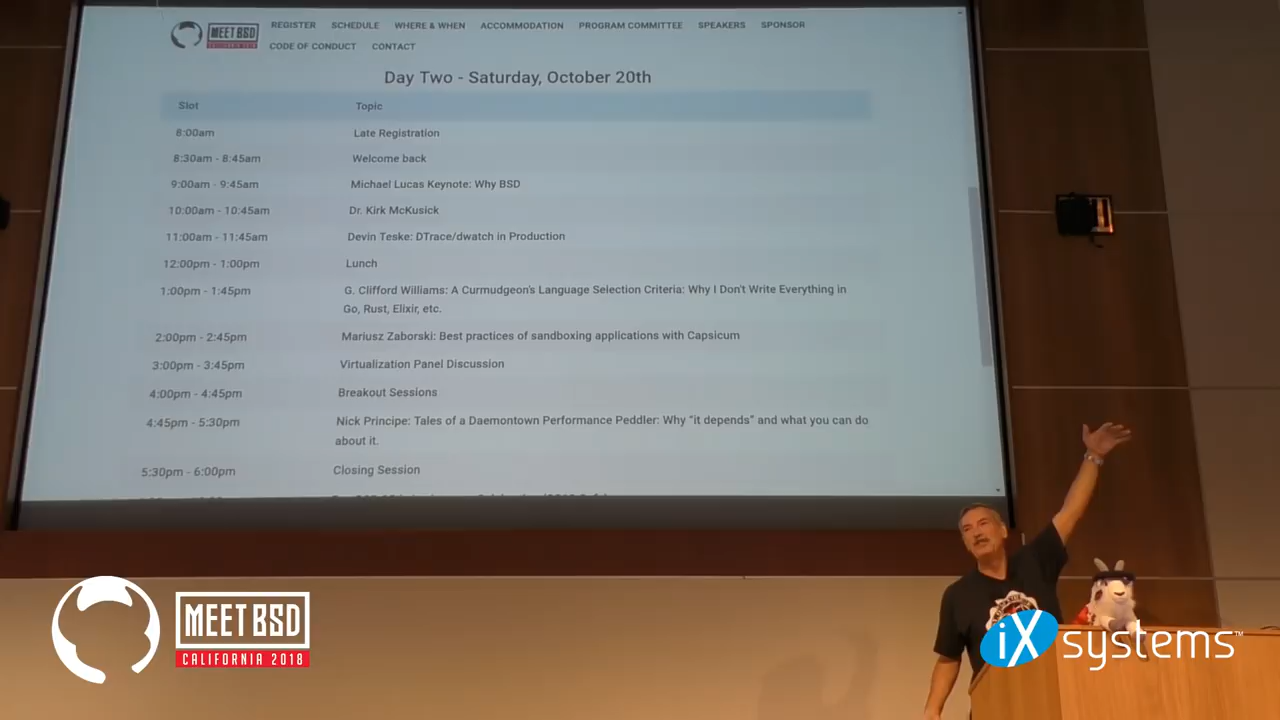 MEET BSD
CALIFORNIA 2018
REGISTER SCHEDULE WHERE & WHEN ACCOMMODATION PROGRAM COMMITTEE SPEAKERS SPONSOR
CODE OF CONDUCT CONTACT
Day Two - Saturday, October 20th
Slot Topic
8:00am Late Registration
8:30am - 8:45am Welcome back
9:00am - 9:45am Michael Lucas Keynote: Why BSD
10:00am - 10:45am Dr. Kirk McKusick
11:00am - 11:45am Devin Teske: DTrace/dwatch in Production
12:00pm - 1:00pm Lunch
1:00pm - 1:45pm G. Clifford Williams: A Curmudgeon's Language Selection Criteria: Why I Don't Write Everything in
Go, Rust, Elixir, etc.
2:00pm - 2:45pm Mariusz Zaborski: Best practices of sandboxing applications with Capsicum
3:00pm - 3:45pm Virtualization Panel Discussion
4:00pm - 4:45pm Breakout Sessions
4:45pm - 5:30pm Nick Principe: Tales of a Daemontown Performance Peddler: Why "it depends" and what you can do
about it.
5:30pm - 6:00pm Closing Session
MEET BSD
CALIFORNIA 2018
iX systems™